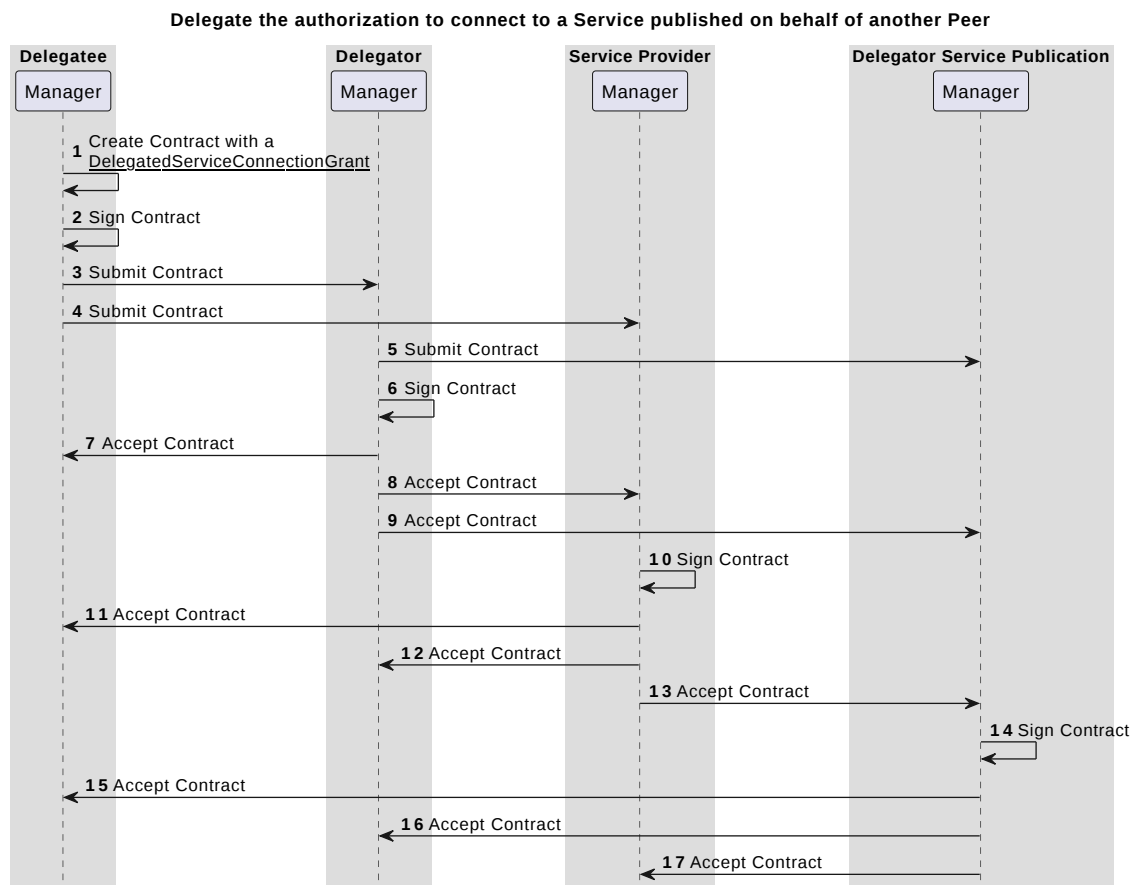 Delegate the authorization to connect to a Service published on behalf of another Peer
Delegatee
Delegator
Service Provider
Delegator Service Publication
Manager
Manager
Manager
Manager
1 Create Contract with a
DelegatedServiceConnectionGrant
2 Sign Contract
3 Submit Contract
4 Submit Contract
5 Submit Contract
6 Sign Contract
7 Accept Contract
8 Accept Contract
9 Accept Contract
10 Sign Contract
11 Accept Contract
12 Accept Contract
13 Accept Contract
14 Sign Contract
15 Accept Contract
16 Accept Contract
17 Accept Contract